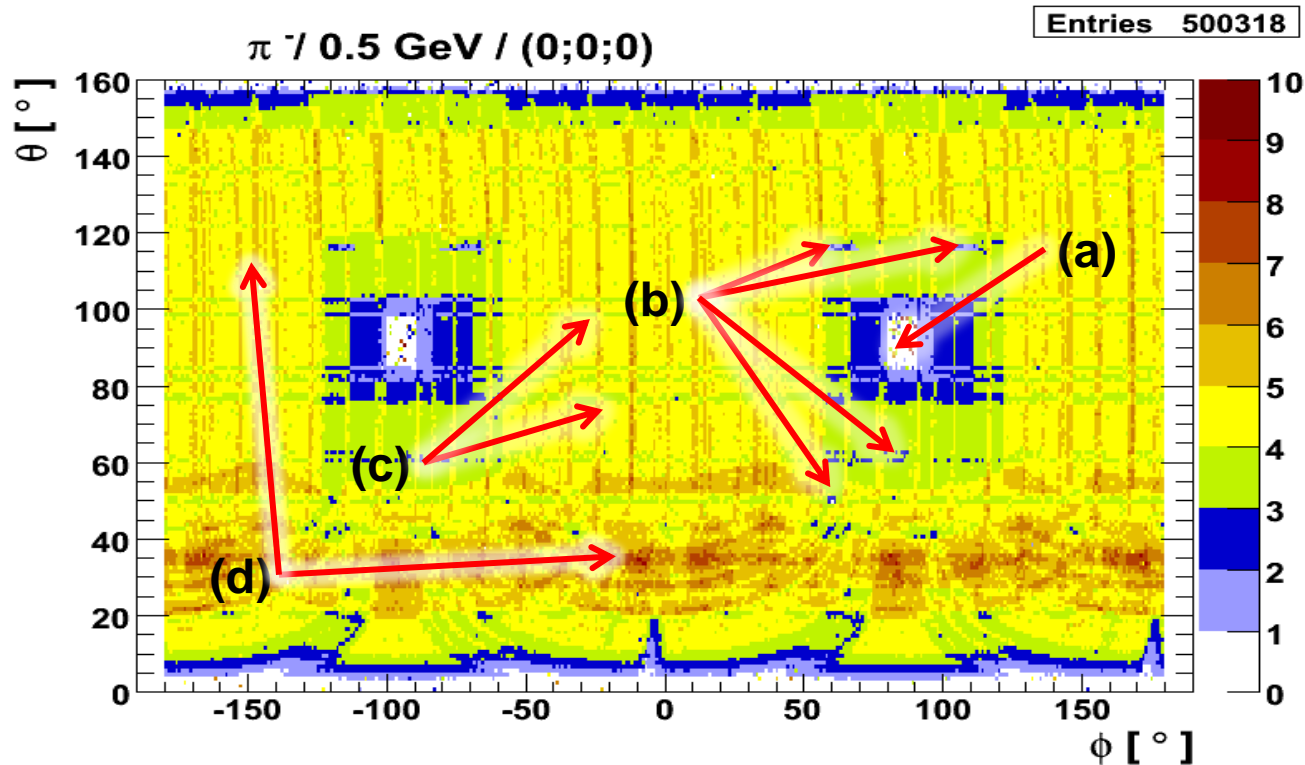 Entries 500318
π⁻/ 0.5 GeV / (0;0;0)
θ [ ° ]
160
140
120
100
80
60
40
20
0
(a)
(b)
(c)
(d)
10
9
8
7
6
5
4
3
2
1
0
-150 -100 -50 0 50 100 150
ϕ [ ° ]